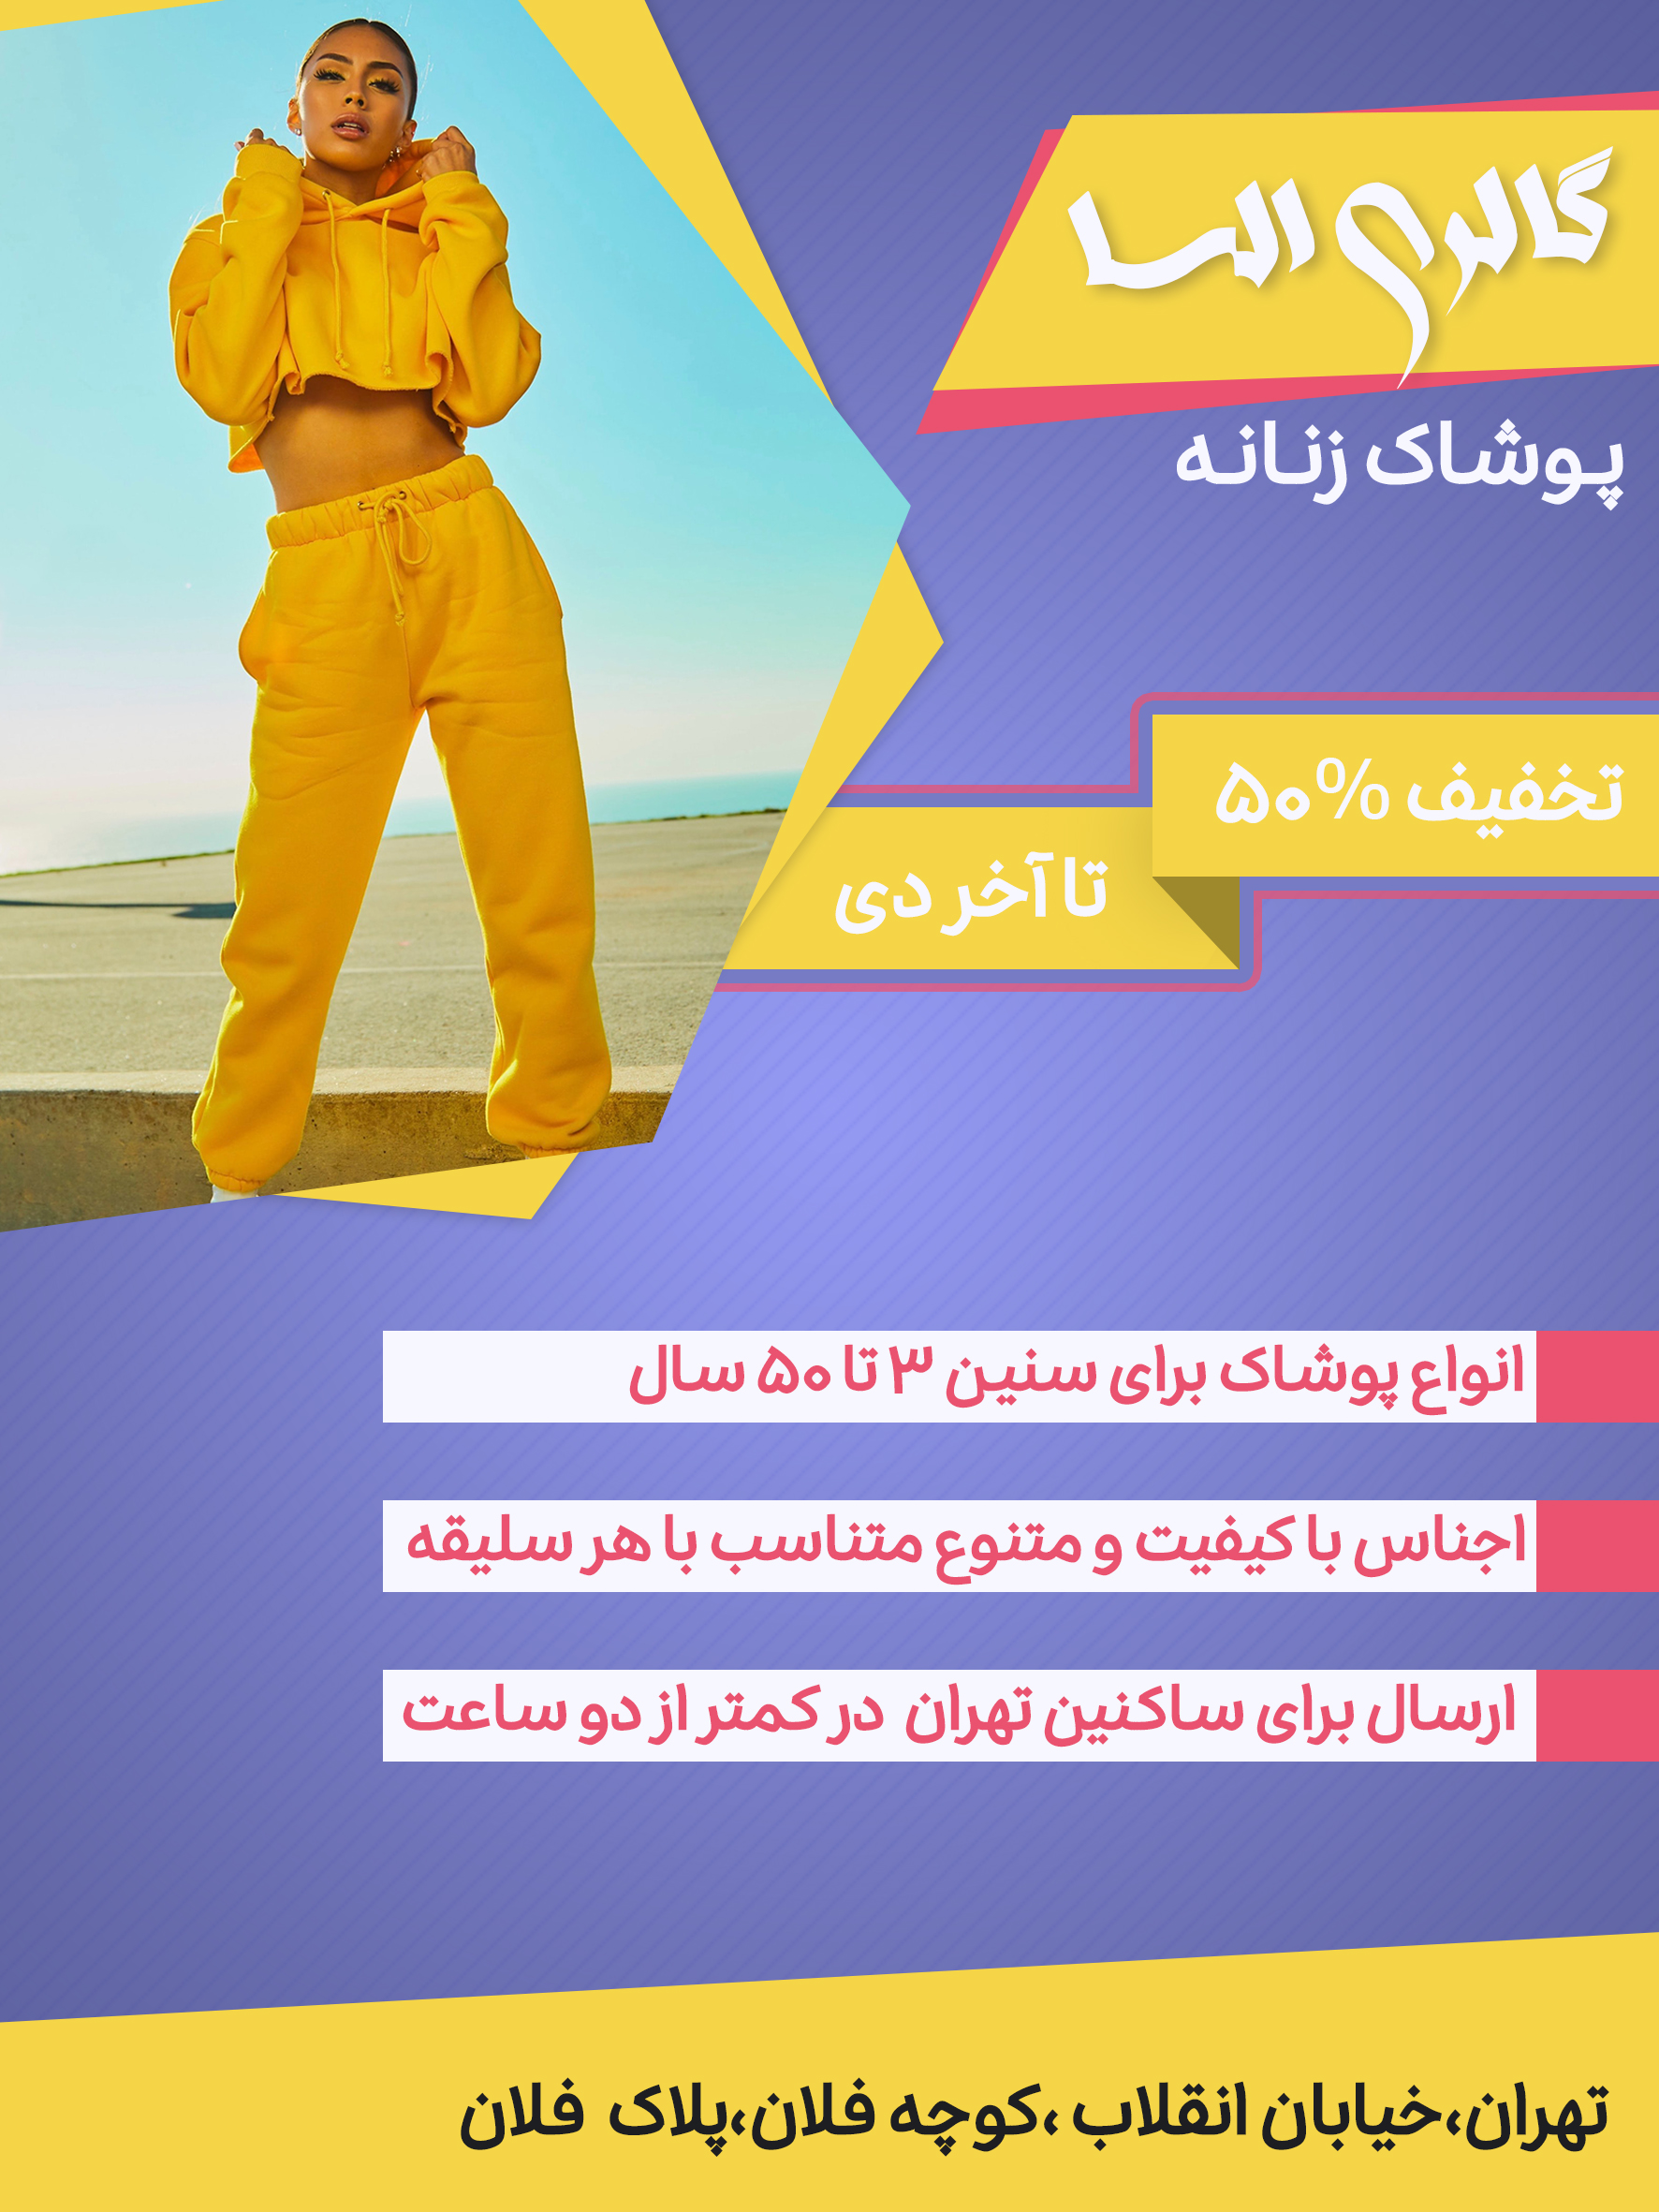 گالری السا
پوشاک زنانه
تخفیف %۵۰
تا آخر دی
انواع پوشاک برای سنین ۳ تا ۵۰ سال
اجناس با کیفیت و متنوع متناسب با هر سلیقه
ارسال برای ساکنین تهران در کمتر از دو ساعت
تهران،خیابان انقلاب ،کوچه فلان،پلاک فلان